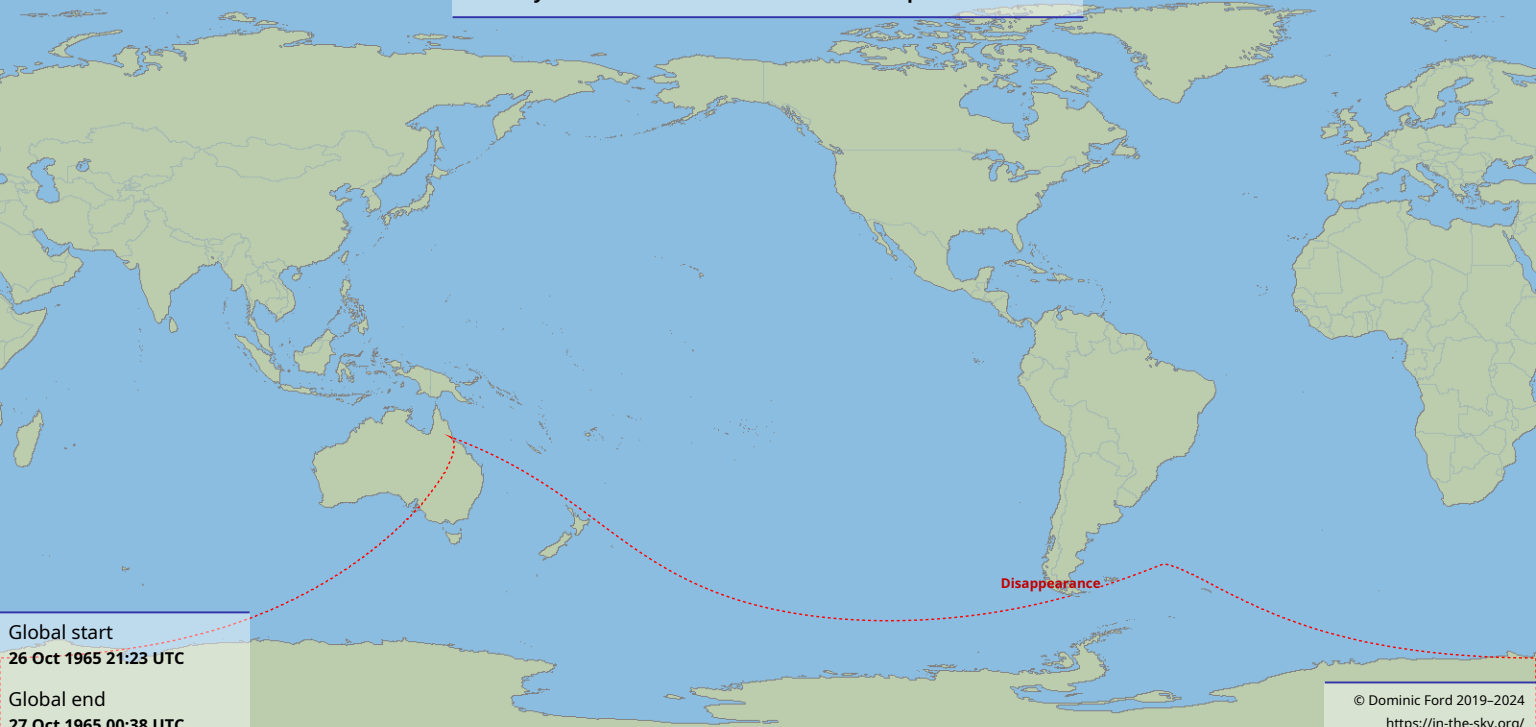 Disappearance
Global start
26 Oct 1965 21:23 UTC
Global end
27 Oct 1965 00:38 UTC
© Dominic Ford 2019–2024
https://in-the-sky.org/